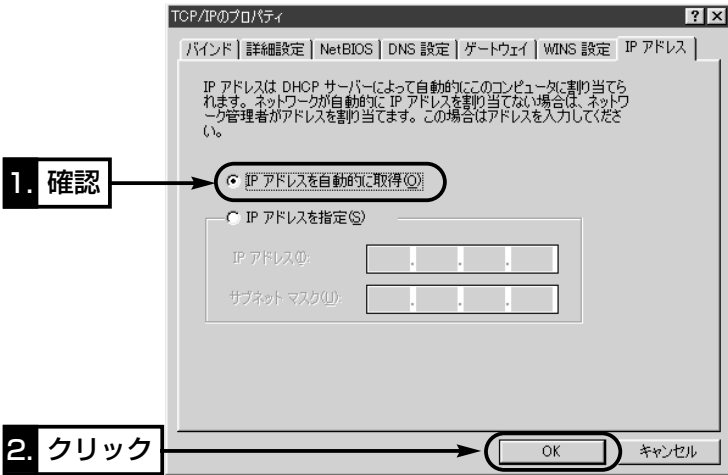 TCP/IPのプロパティ
バインド 詳細設定 NetBIOS DNS 設定 ゲートウェイ WINS 設定 IP アドレス
IP アドレスは DHCP サーバーによって自動的にこのコンピュータに割り当てら
れます。ネットワークが自動的に IP アドレスを割り当てない場合は、ネットワ
ーク管理者がアドレスを割り当てます。この場合はアドレスを入力してくださ
い。
1. 確認
IP アドレスを自動的に取得(O)
IP アドレスを指定(S)
IP アドレス(I):
サブネット マスク(U):
2. クリック
OK キャンセル